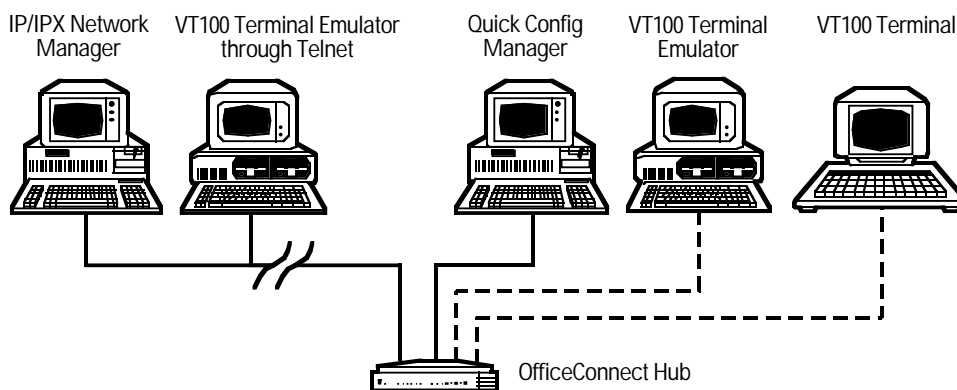 IP/IPX Network
Manager
VT100 Terminal Emulator
through Telnet
Quick Config
Manager
VT100 Terminal
Emulator
VT100 Terminal
OfficeConnect Hub